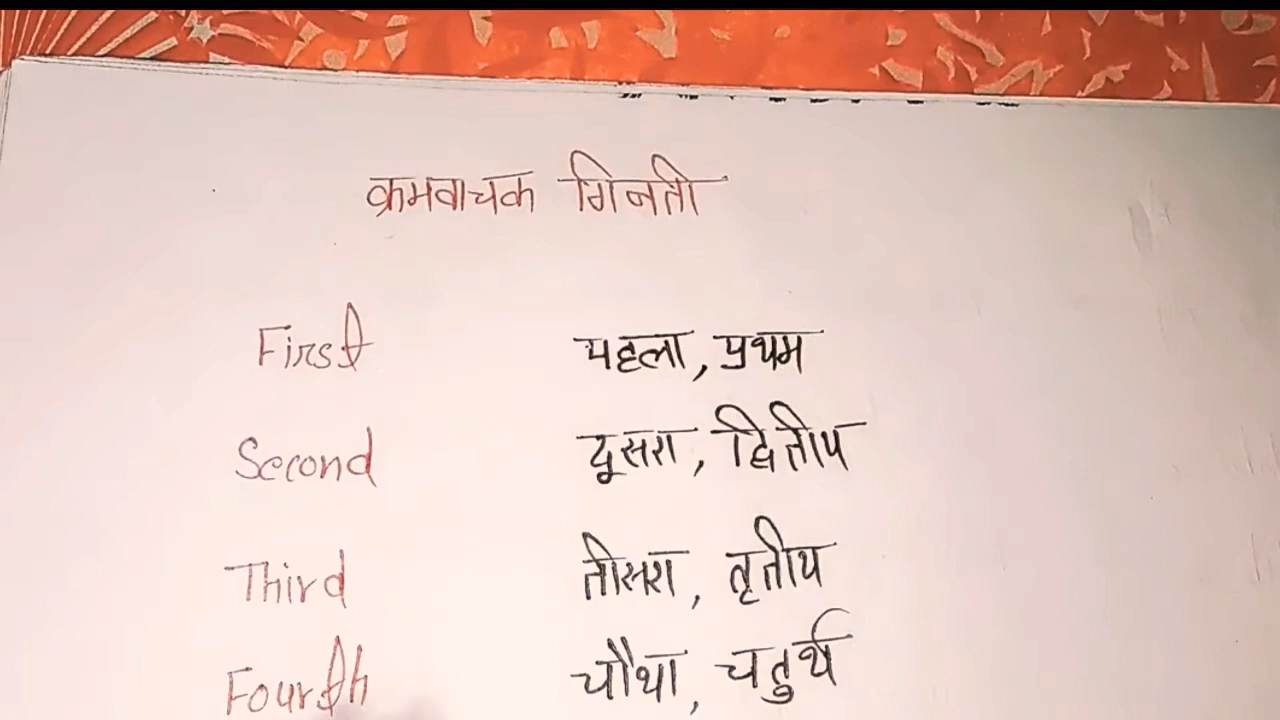 क्रमवाचक गिनती
First पहला, प्रथम
Second दूसरा, द्वितीय
Third तीसरा, तृतीय
Fourth चौथा, चतुर्थ